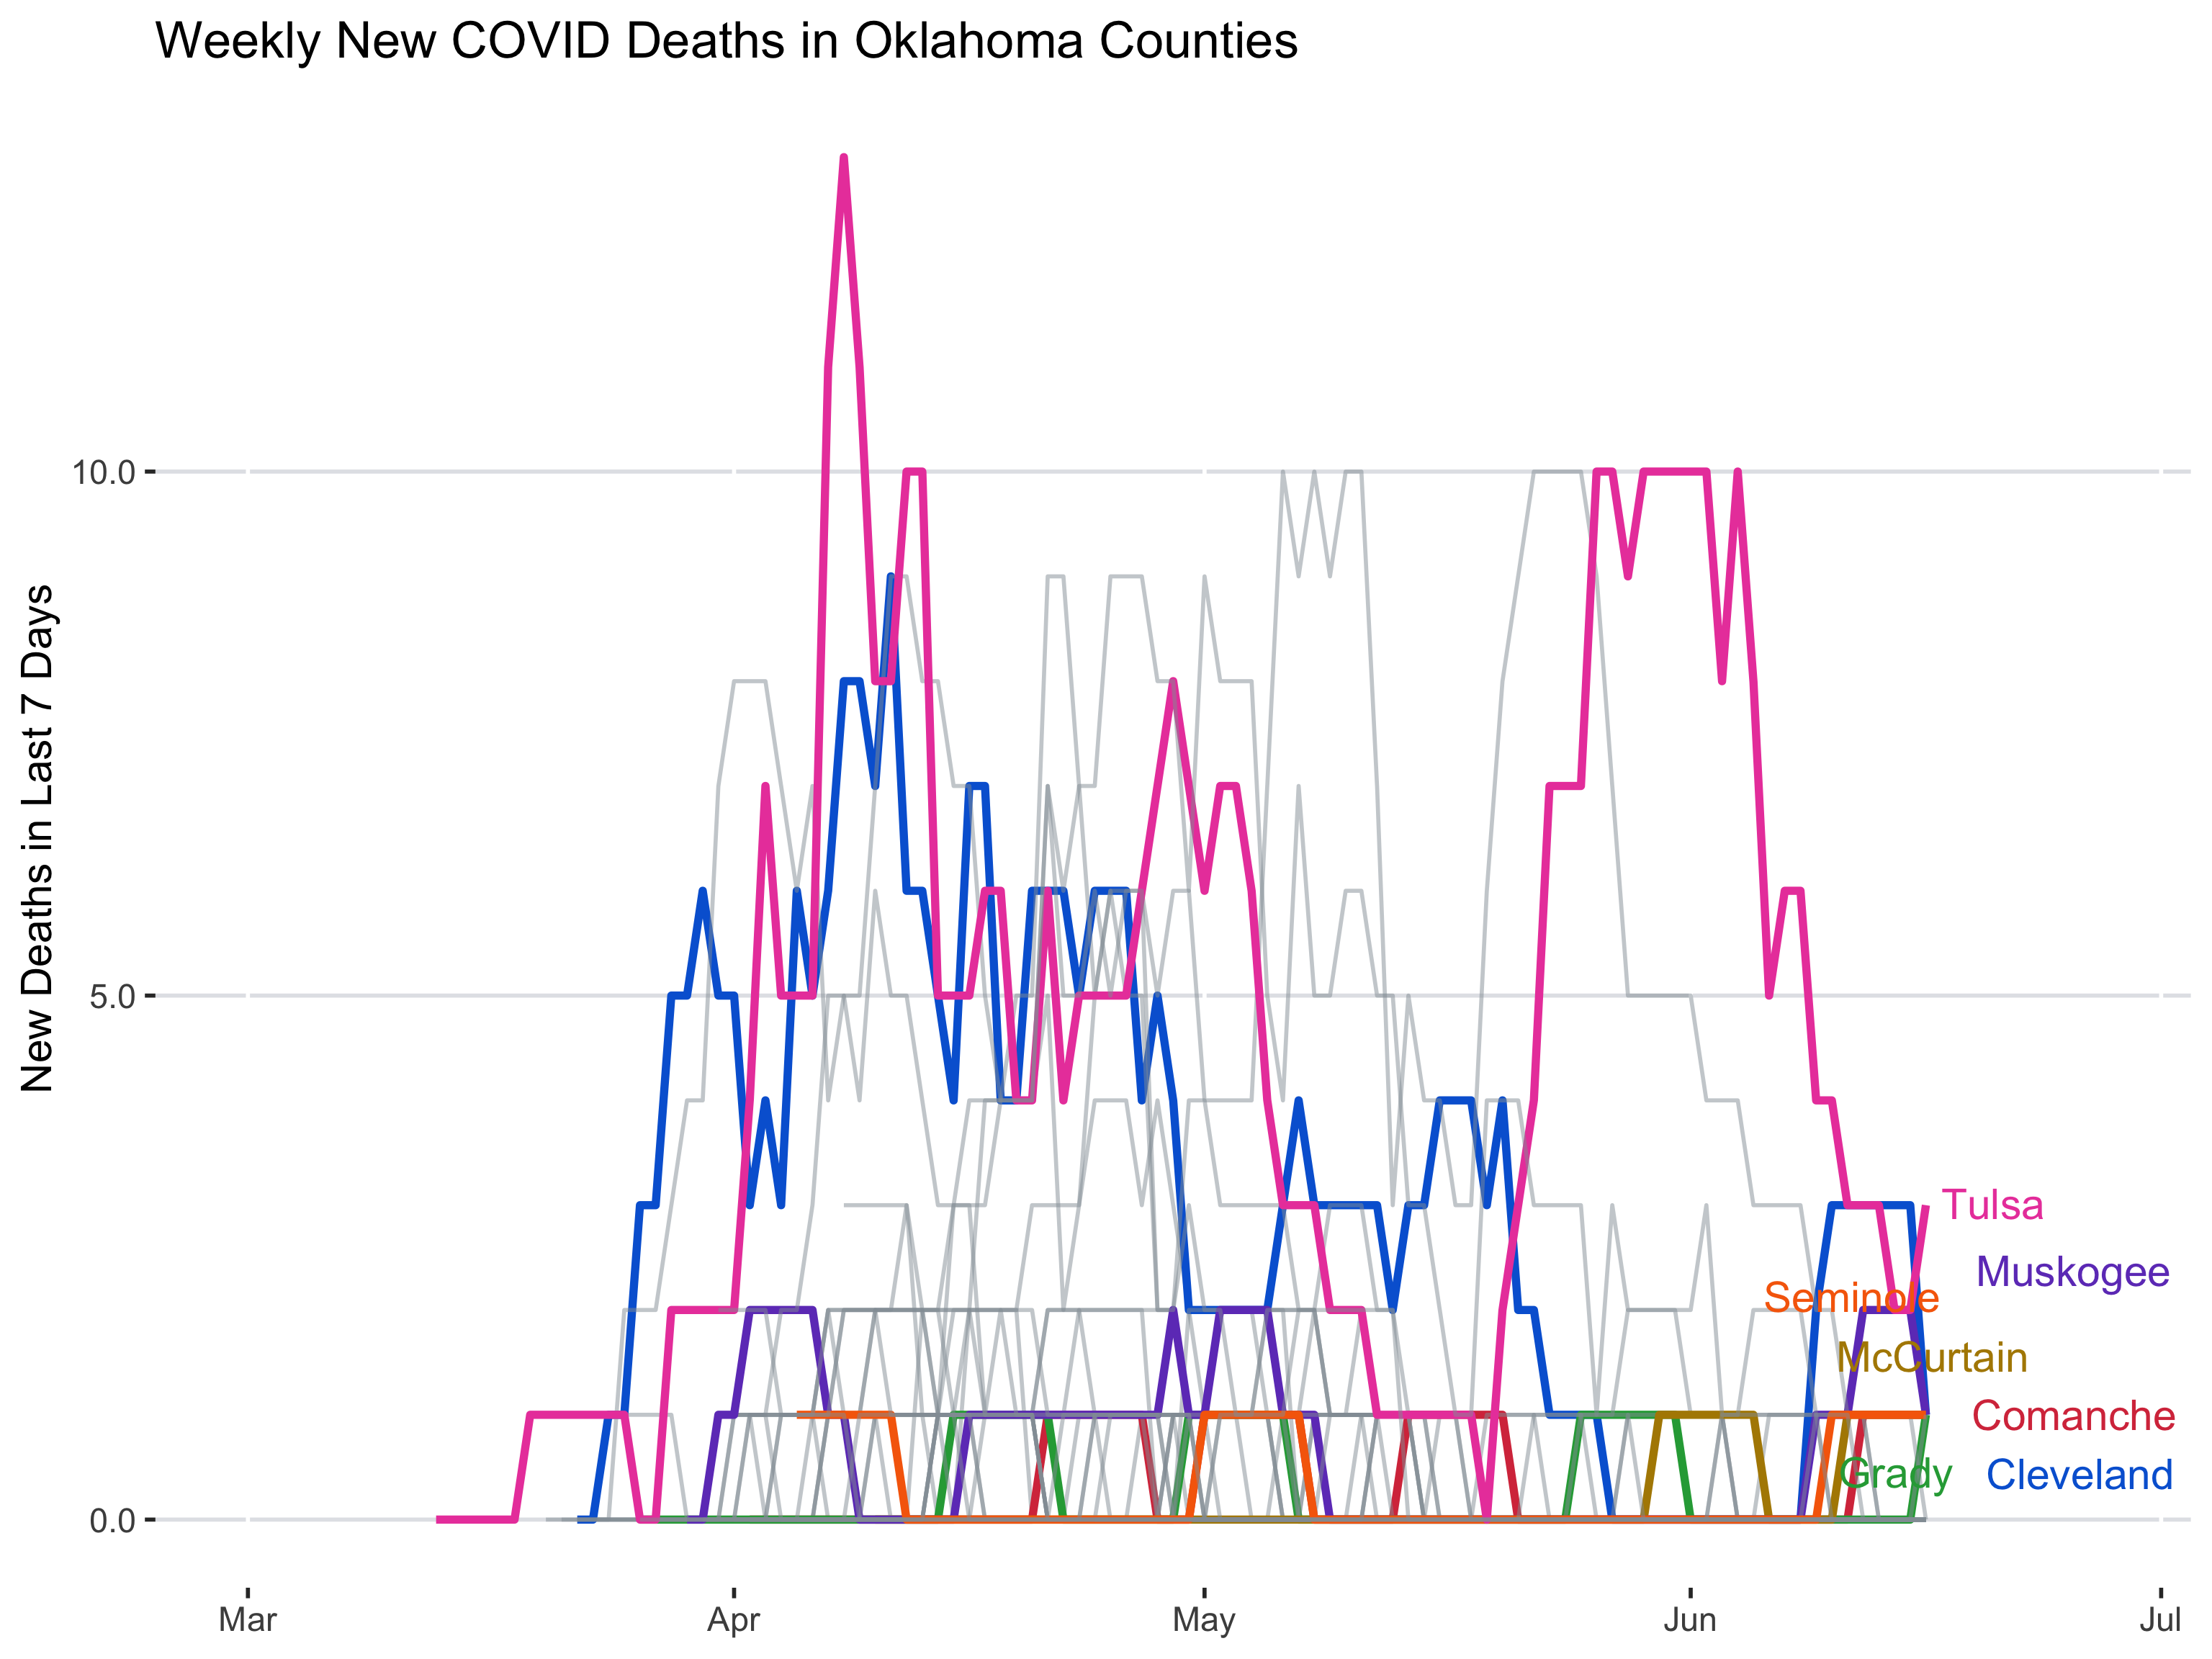 Weekly New COVID Deaths in Oklahoma Counties
New Deaths in Last 7 Days
10.0
5.0
0.0
Tulsa
Muskogee
Seminole
McCurtain
Comanche
Grady
Cleveland
Mar
Apr
May
Jun
Jul